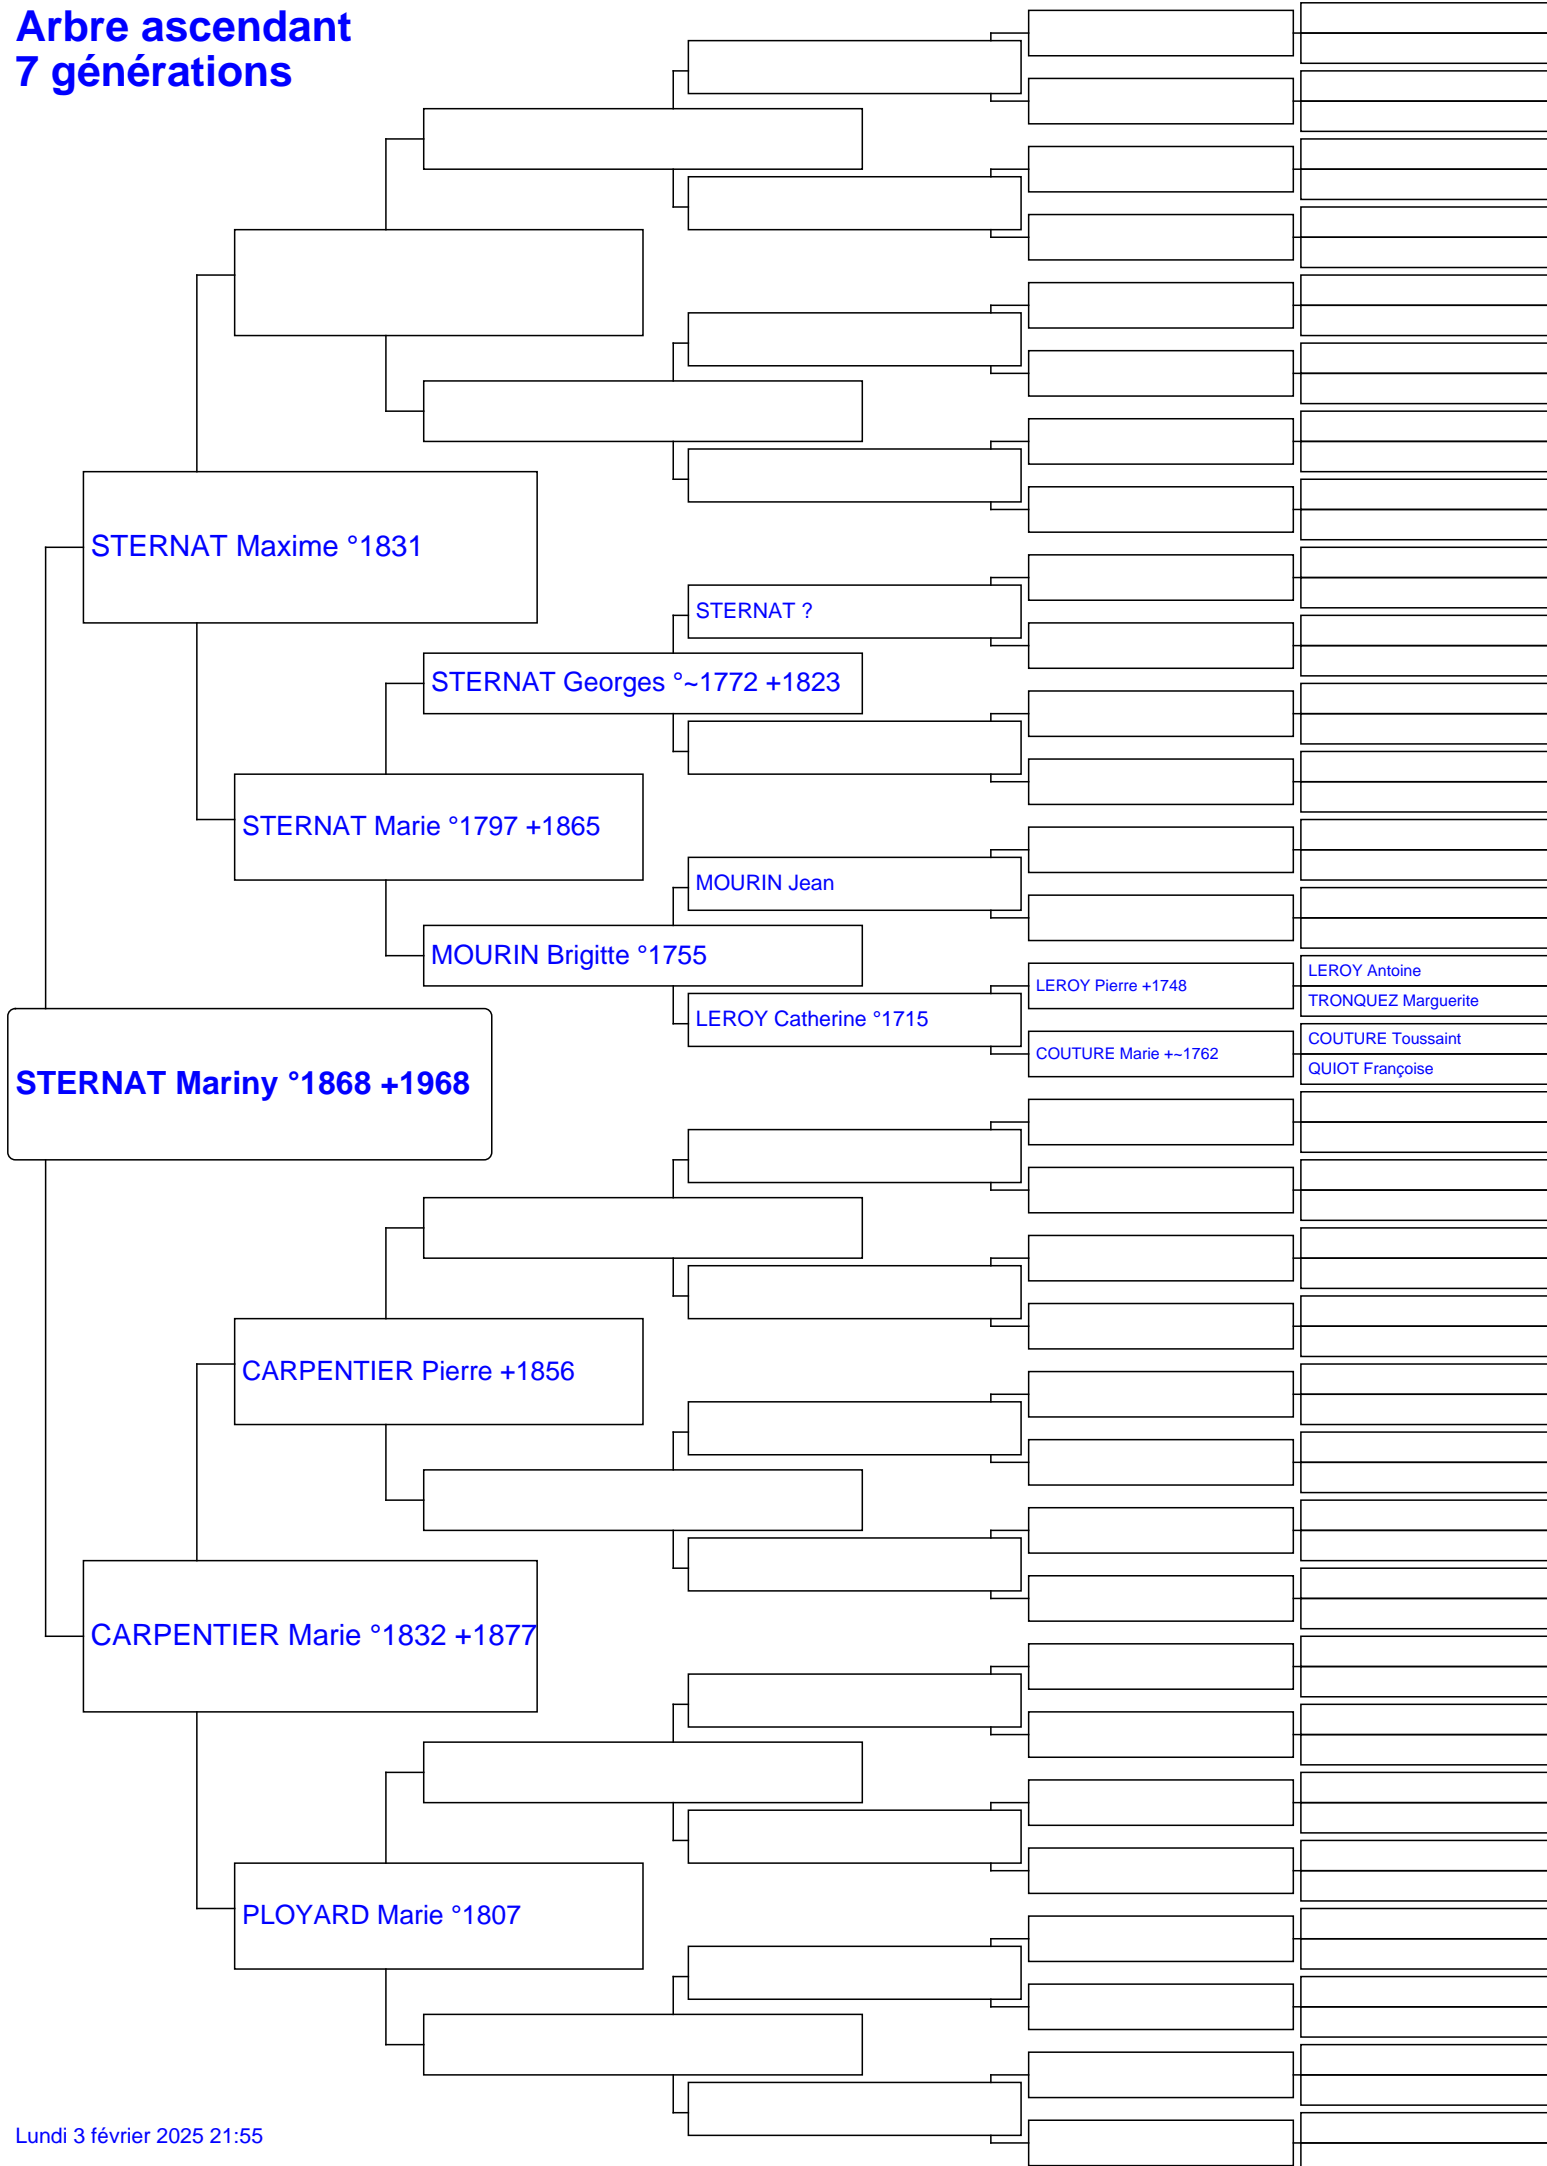 Arbre ascendant
7 générations
STERNAT Maxime °1831
STERNAT ?
STERNAT Georges °~1772 +1823
STERNAT Marie °1797 +1865
MOURIN Jean
MOURIN Brigitte °1755
LEROY Catherine °1715
LEROY Pierre +1748
LEROY Antoine
TRONQUEZ Marguerite
COUTURE Marie +~1762
COUTURE Toussaint
QUIOT Françoise
STERNAT Mariny °1868 +1968
CARPENTIER Pierre +1856
CARPENTIER Marie °1832 +1877
PLOYARD Marie °1807
Lundi 3 février 2025 21:55